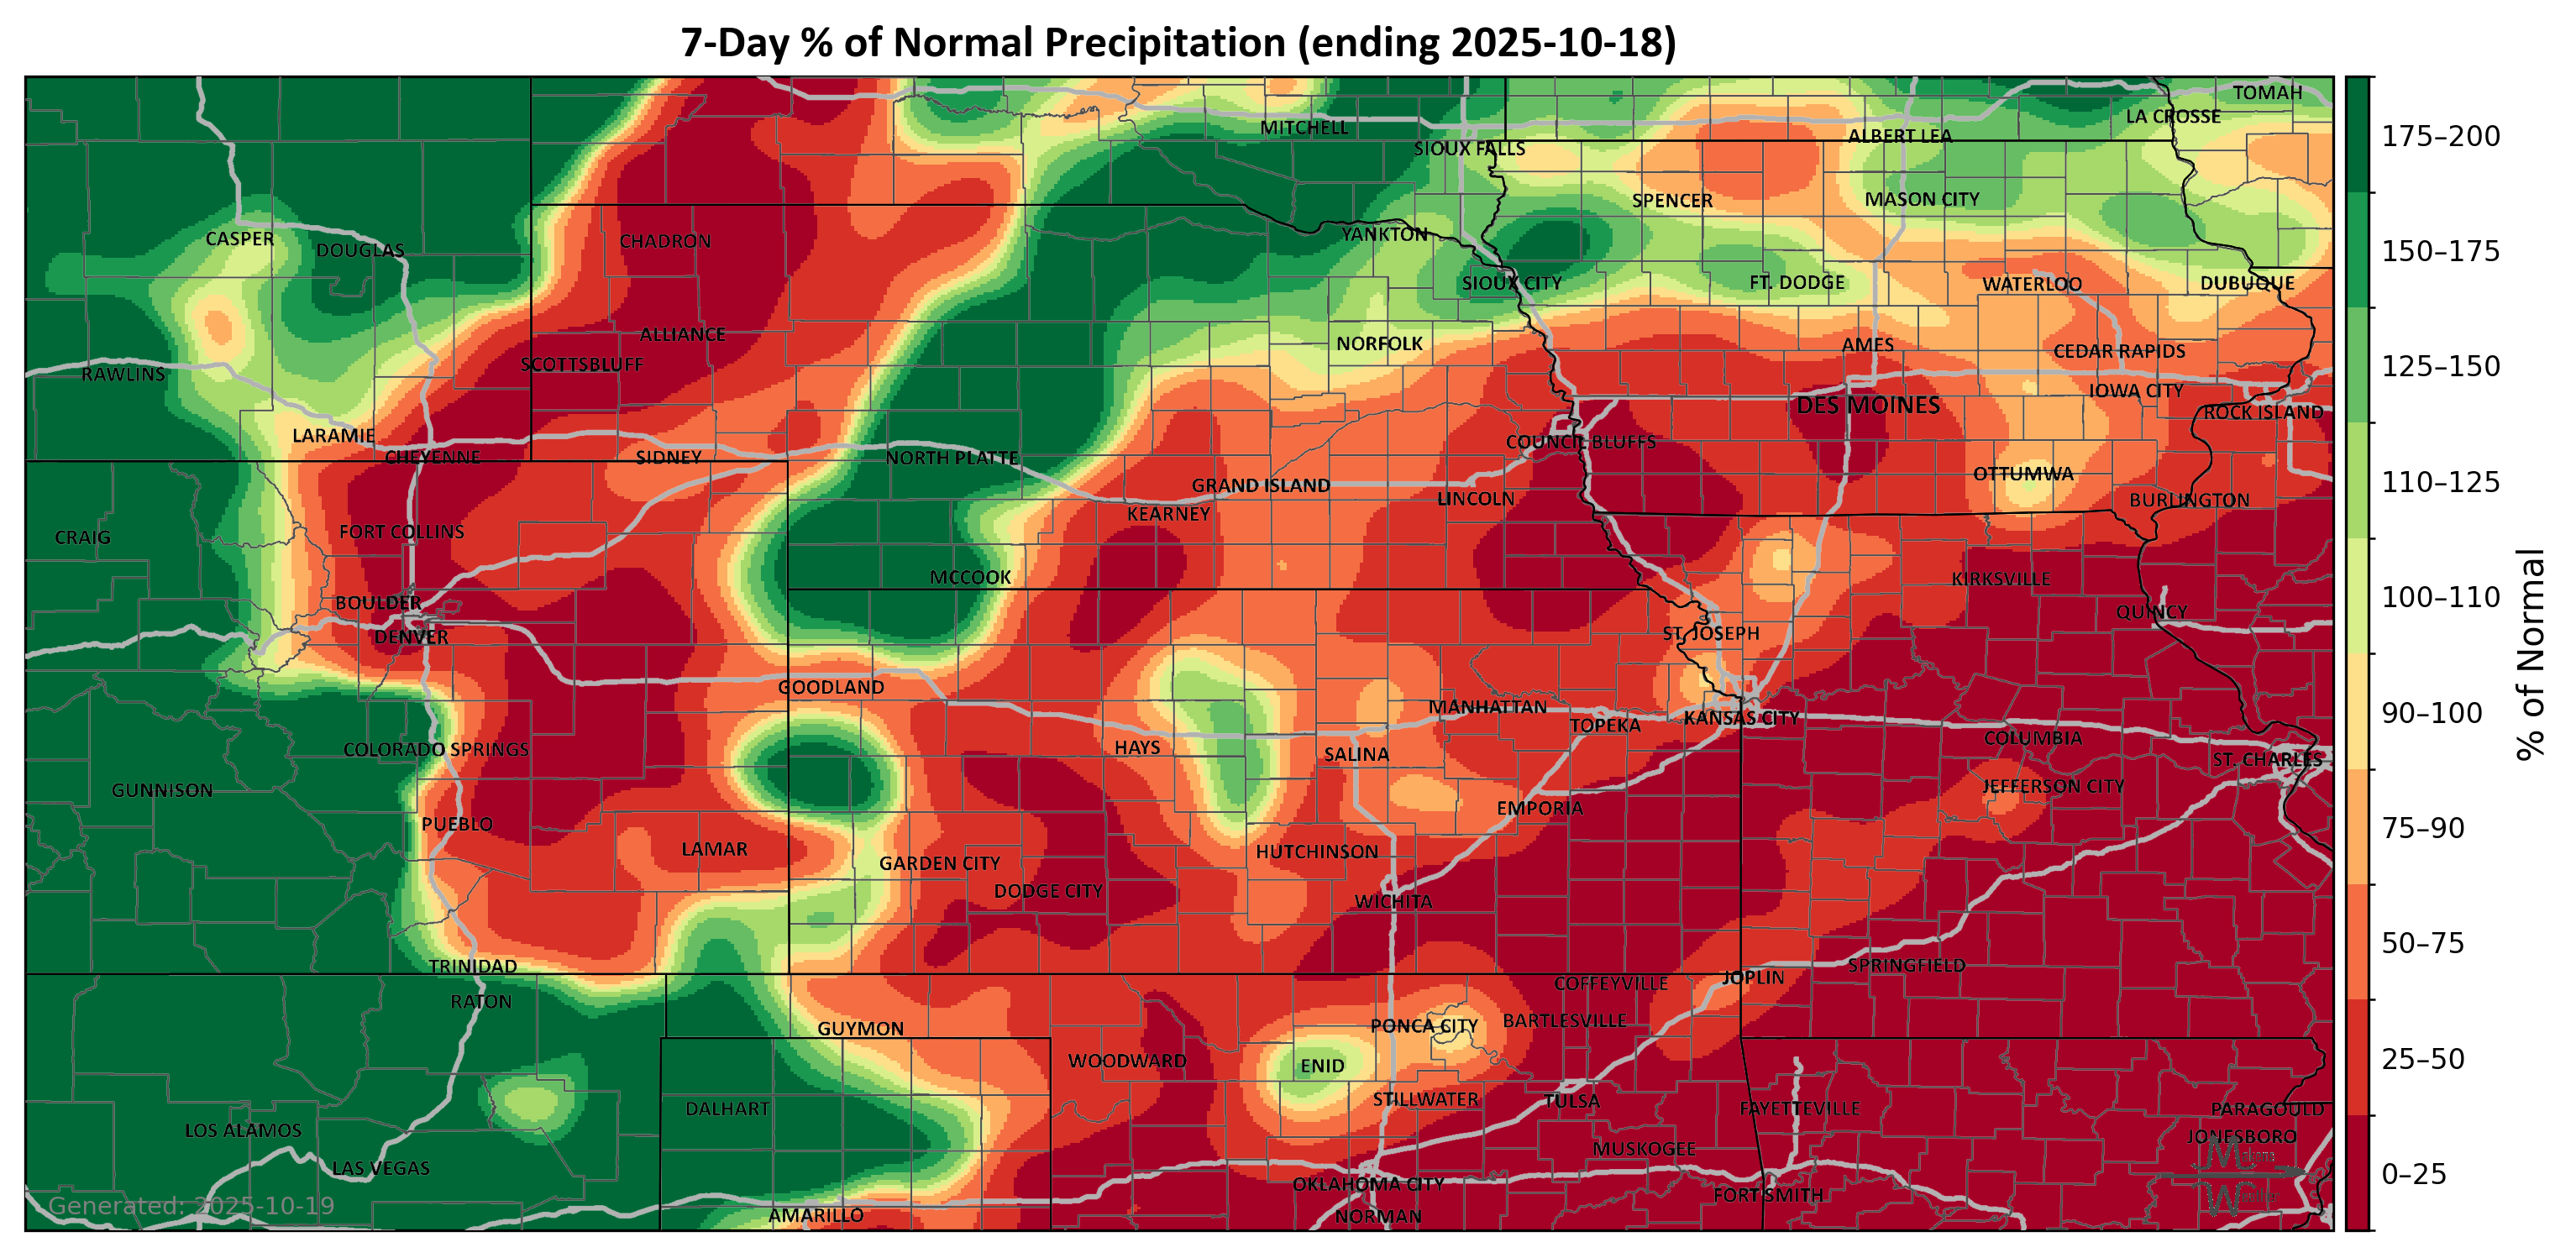 7-Day % of Normal Precipitation (ending 2025-10-18)
TOMAH
LA CROSSE
MITCHELL
ALBERT LEA
SIOUX FALLS
SPENCER
MASON CITY
YANKTON
CASPER
CHADRON
DOUGLAS
SIOUX CITY
FT. DODGE
WATERLOO
DUBUQUE
ALLIANCE
NORFOLK
AMES
CEDAR RAPIDS
SCOTTSBLUFF
RAWLINS
IOWA CITY
DES MOINES
ROCK ISLAND
LARAMIE
COUNCIL BLUFFS
CHEYENNE
SIDNEY
NORTH PLATTE
OTTUMWA
GRAND ISLAND
LINCOLN
BURLINGTON
KEARNEY
FORT COLLINS
CRAIG
MCCOOK
KIRKSVILLE
BOULDER
QUINCY
DENVER
ST. JOSEPH
GOODLAND
MANHATTAN
KANSAS CITY
TOPEKA
COLUMBIA
COLORADO SPRINGS
HAYS
SALINA
ST. CHARLES
GUNNISON
JEFFERSON CITY
EMPORIA
PUEBLO
LAMAR
HUTCHINSON
GARDEN CITY
DODGE CITY
WICHITA
TRINIDAD
SPRINGFIELD
JOPLIN
COFFEYVILLE
RATON
GUYMON
PONCA CITY
BARTLESVILLE
WOODWARD
ENID
STILLWATER
TULSA
DALHART
FAYETTEVILLE
PARAGOULD
LOS ALAMOS
JONESBORO
MUSKOGEE
LAS VEGAS
OKLAHOMA CITY
FORT SMITH
AMARILLO
NORMAN
Generated: 2025-10-19
175–200
150–175
125–150
110–125
100–110
90–100
75–90
50–75
25–50
0–25
% of Normal